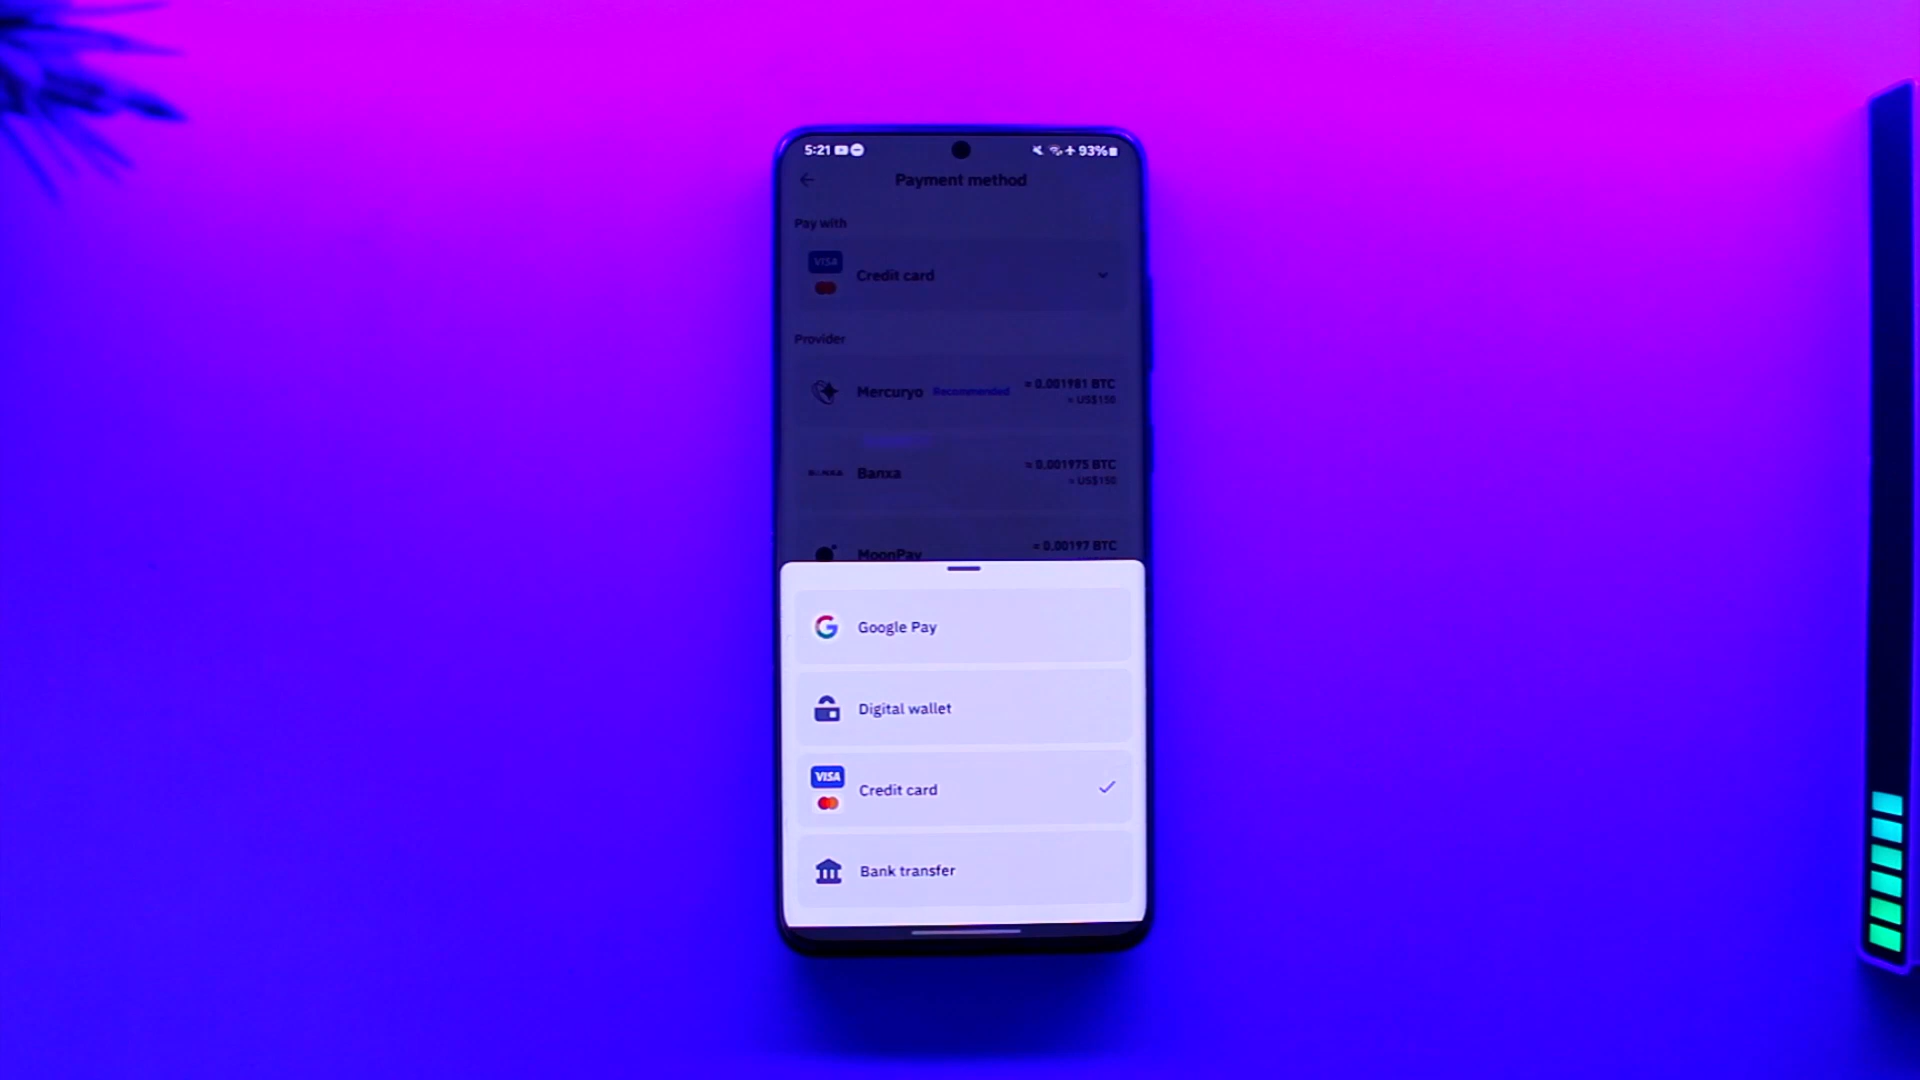 5:21
93%
Payment method
Pay with
VISA
Credit card
Provider
Mercuryo Recommended ≈ 0.001981 BTC
≈ US$150
BANXA Banxa ≈ 0.001975 BTC
≈ US$150
MoonPay ≈ 0.00197 BTC
Google Pay
Digital wallet
VISA
Credit card
Bank transfer